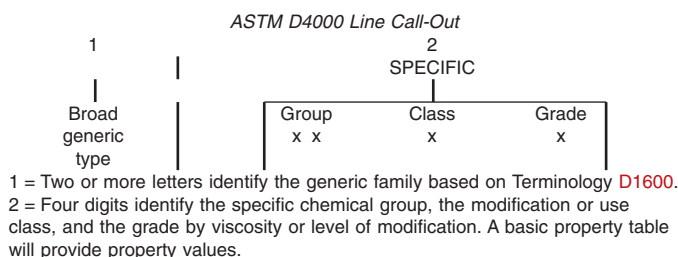 ASTM D4000 Line Call-Out
1 2
SPECIFIC
Broad Group Class Grade
generic x x x x
type
1 = Two or more letters identify the generic family based on Terminology D1600.
2 = Four digits identify the specific chemical group, the modification or use
class, and the grade by viscosity or level of modification. A basic property table
will provide property values.